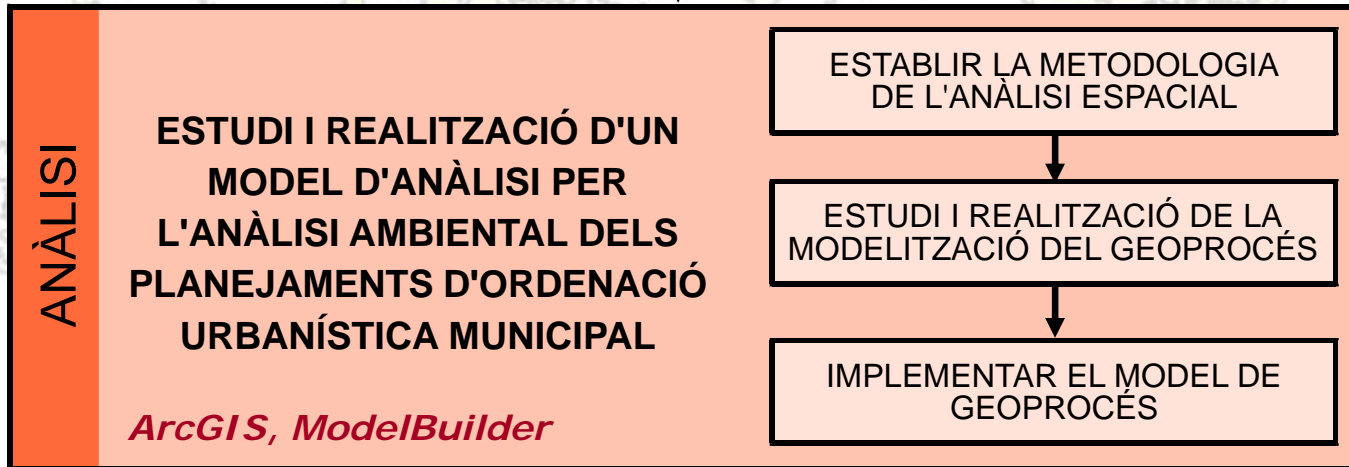 ANÀLISI
ESTUDI I REALITZACIÓ D'UN
MODEL D'ANÀLISI PER
L'ANÀLISI AMBIENTAL DELS
PLANEJAMENTS D'ORDENACIÓ
URBANÍSTICA MUNICIPAL
ArcGIS, ModelBuilder
ESTABLIR LA METODOLOGIA
DE L'ANÀLISI ESPACIAL
ESTUDI I REALITZACIÓ DE LA
MODELITZACIÓ DEL GEOPROCÉS
IMPLEMENTAR EL MODEL DE
GEOPROCÉS